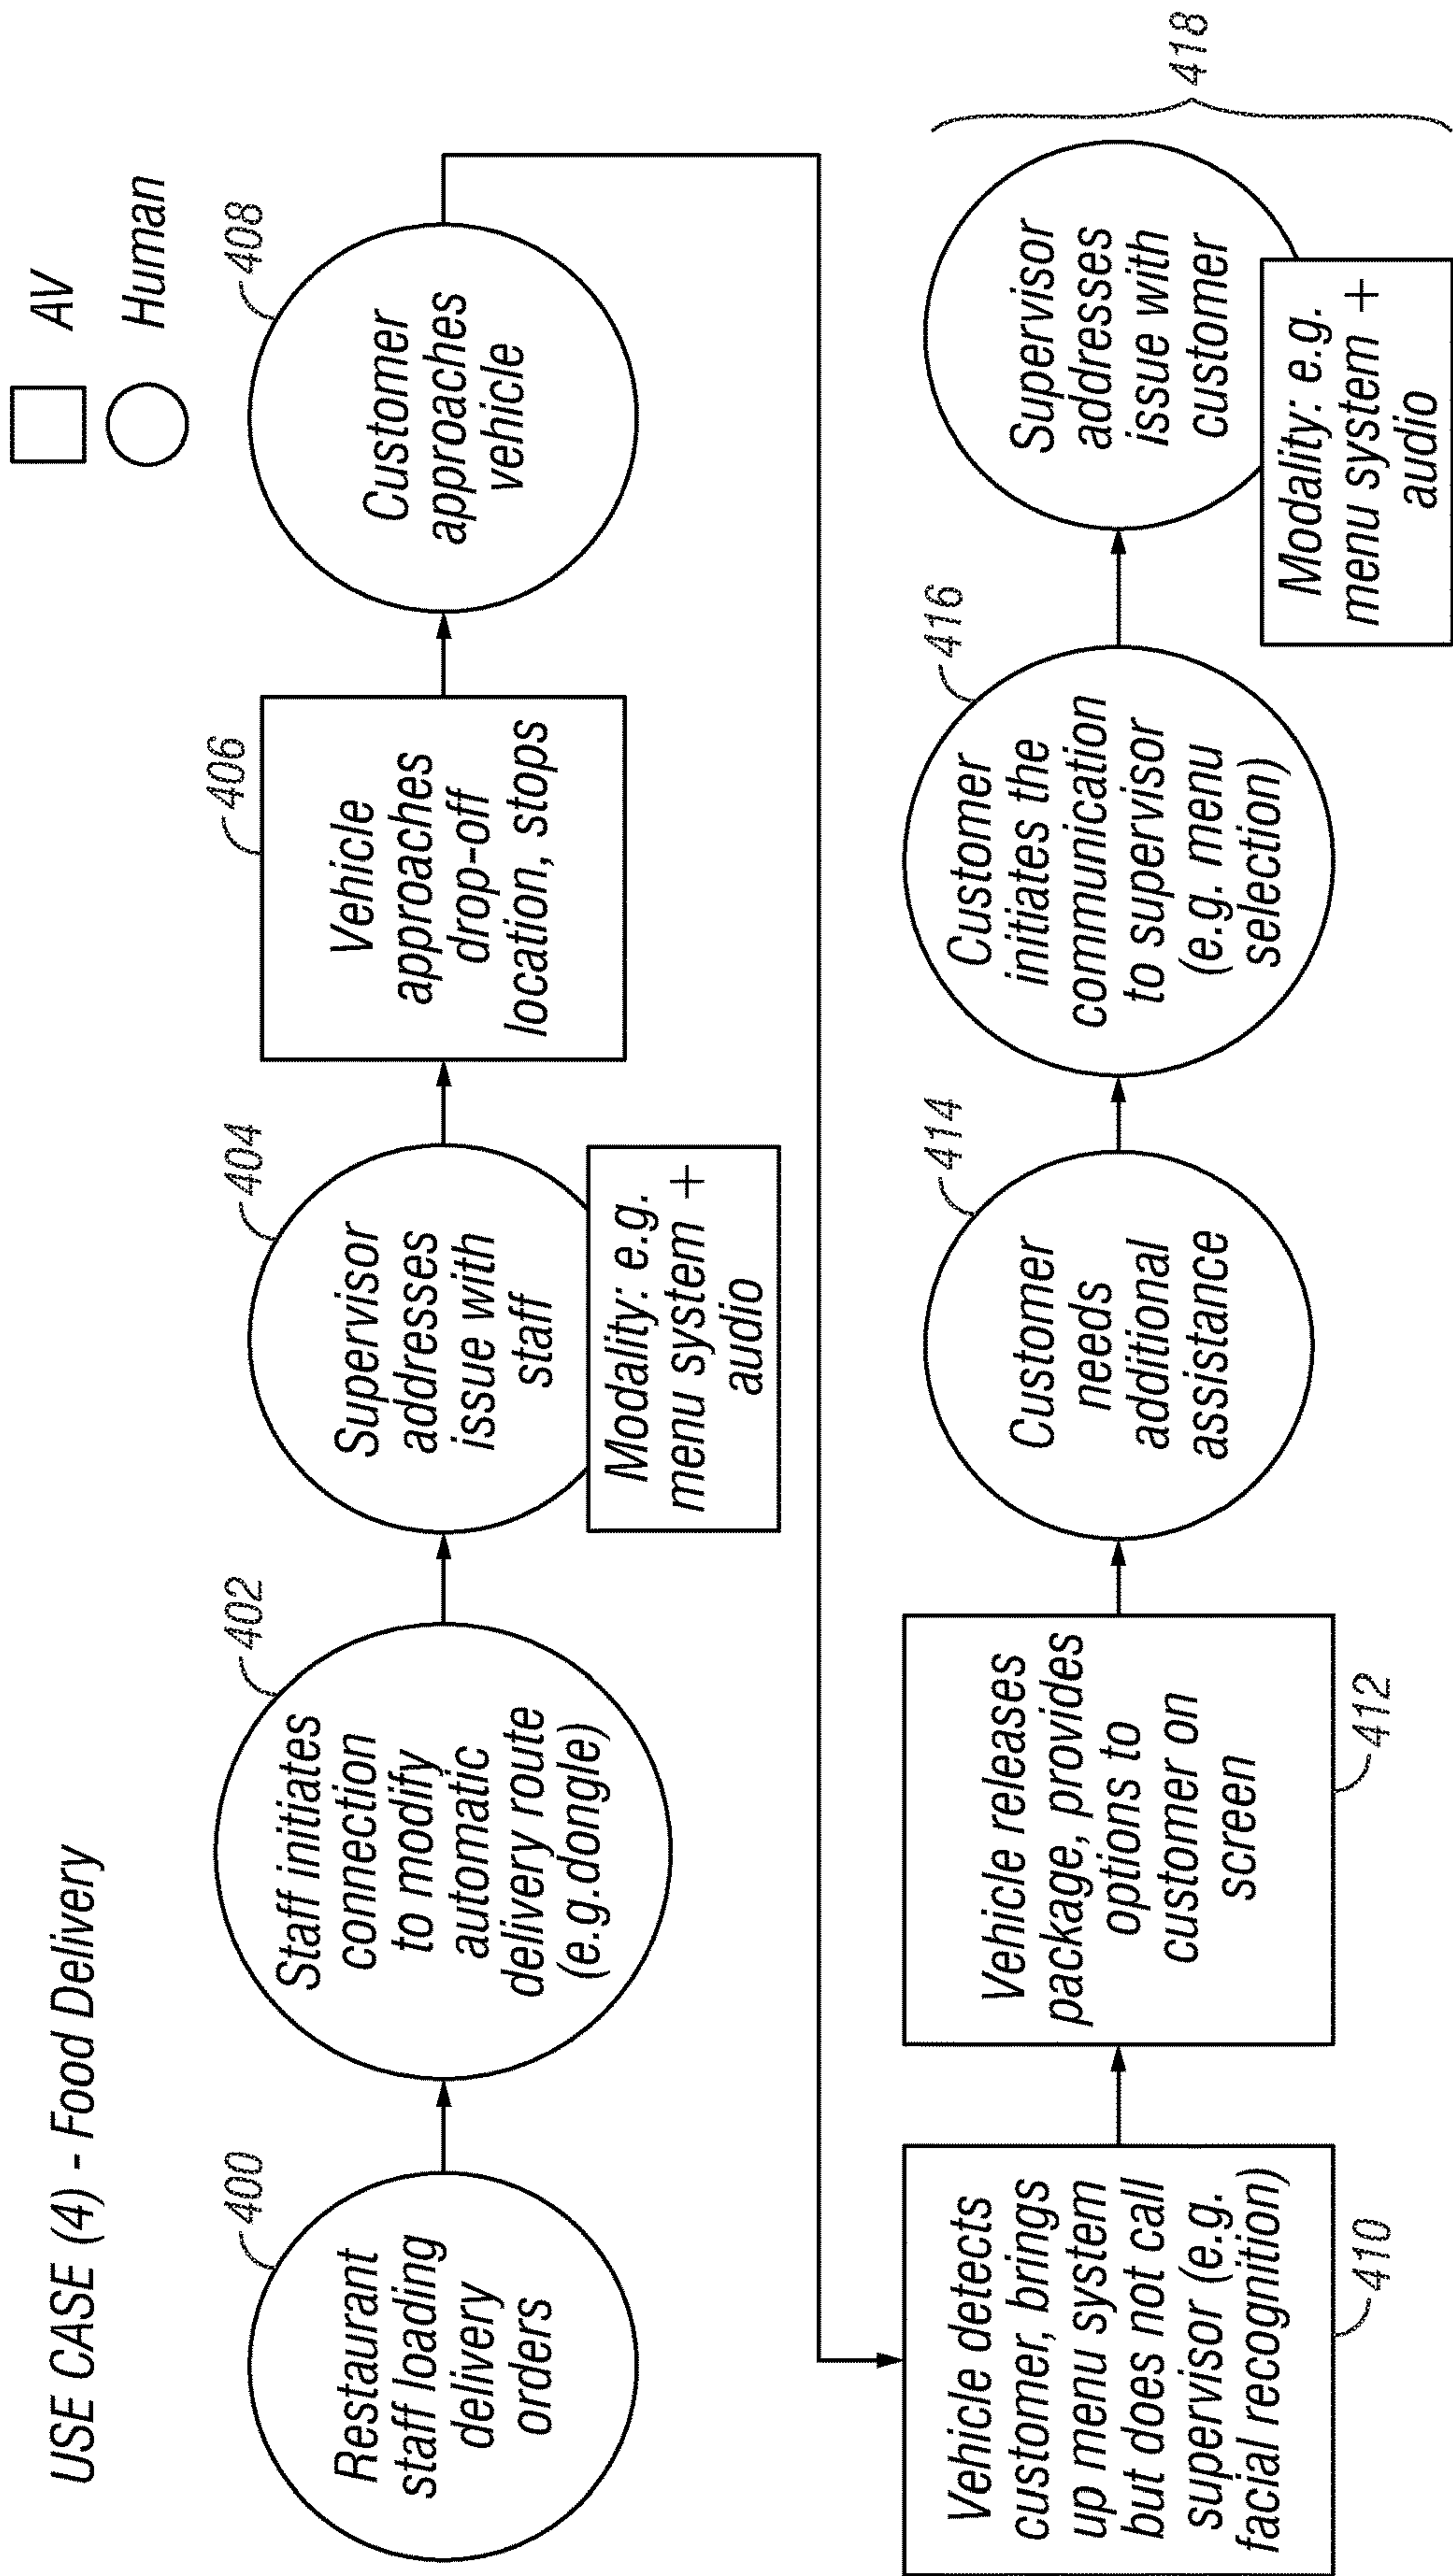 USE CASE (4) - Food Delivery
AV
Human
400
Restaurant
staff loading
delivery
orders
402
Staff initiates
connection
to modify
automatic
delivery route
(e.g.dongle)
404
Supervisor
addresses
issue with
staff
Modality: e.g.
menu system +
audio
406
Vehicle
approaches
drop-off
location, stops
408
Customer
approaches
vehicle
Vehicle detects
customer, brings
up menu system
but does not call
supervisor (e.g.
facial recognition)
410
Vehicle releases
package, provides
options to
customer on
screen
412
414
Customer
needs
additional
assistance
416
Customer
initiates the
communication
to supervisor
(e.g. menu
selection)
Supervisor
addresses
issue with
customer
Modality: e.g.
menu system +
audio
418